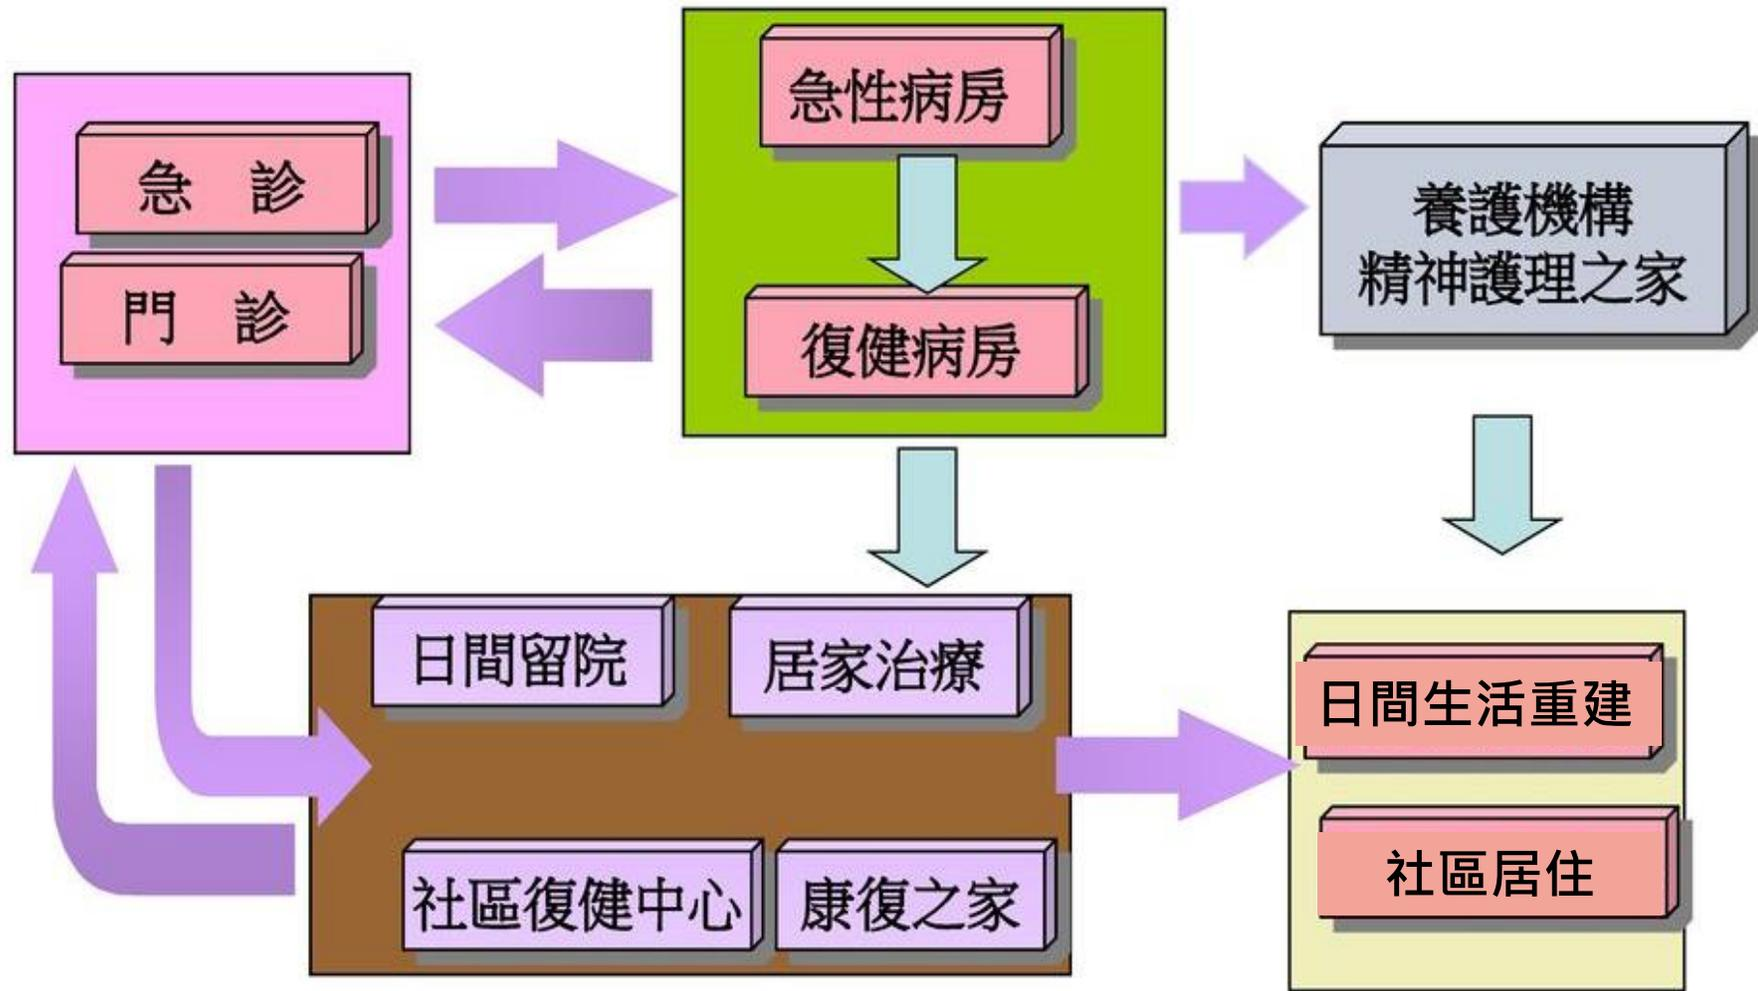 急 診
門 診
急性病房
復健病房
養護機構
精神護理之家
日間留院
居家治療
社區復健中心
康復之家
日間生活重建
社區居住